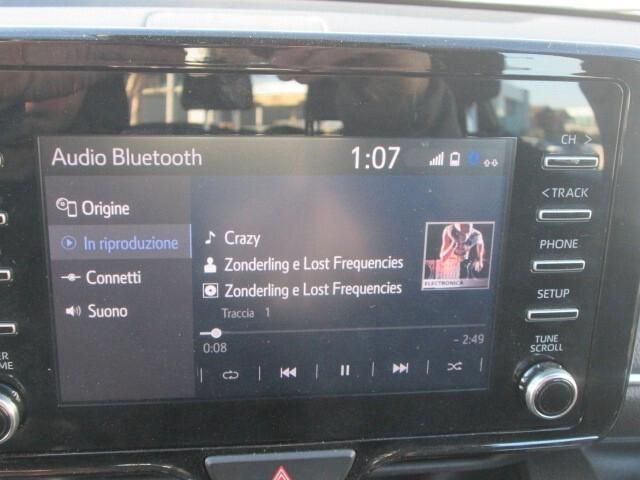 Audio Bluetooth 1:07
Origine
In riproduzione
Connetti
Suono
Crazy
Zonderling e Lost Frequencies
Zonderling e Lost Frequencies
Traccia 1
0:08 - 2:49
ELECTRONICA
CH >
< TRACK
PHONE
SETUP
TUNE
SCROLL